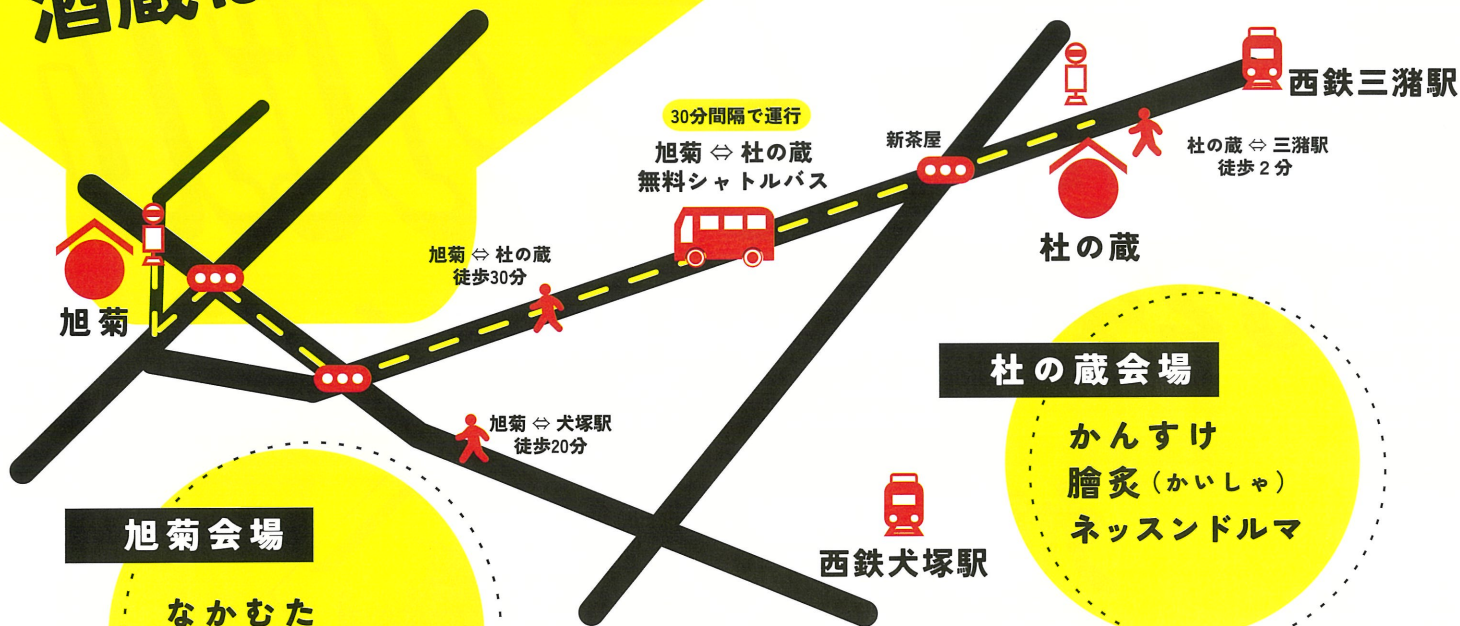 酒蔵
30分間隔で運行
旭菊 ⇔ 杜の蔵
無料シャトルバス
新茶屋
西鉄三潴駅
杜の蔵 ⇔ 三潴駅
徒歩2分
杜の蔵
旭菊 ⇔ 杜の蔵
徒歩30分
旭菊
旭菊 ⇔ 犬塚駅
徒歩20分
西鉄犬塚駅
杜の蔵会場
かんすけ
膾炙（かいしゃ）
ネッスンドルマ
旭菊会場
なかむた